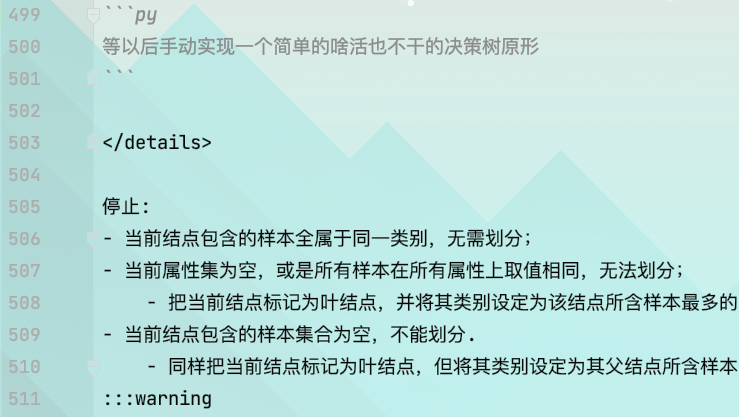 499 ```py
500 等以后手动实现一个简单的啥活也不干的决策树原形
501 ```
502
503 </details>
504
505 停止:
506 - 当前结点包含的样本全属于同一类别，无需划分；
507 - 当前属性集为空，或是所有样本在所有属性上取值相同，无法划分；
508 - 把当前结点标记为叶结点，并将其类别设定为该结点所含样本最多的
509 - 当前结点包含的样本集合为空，不能划分.
510 - 同样把当前结点标记为叶结点，但将其类别设定为其父结点所含样本
511 :::warning